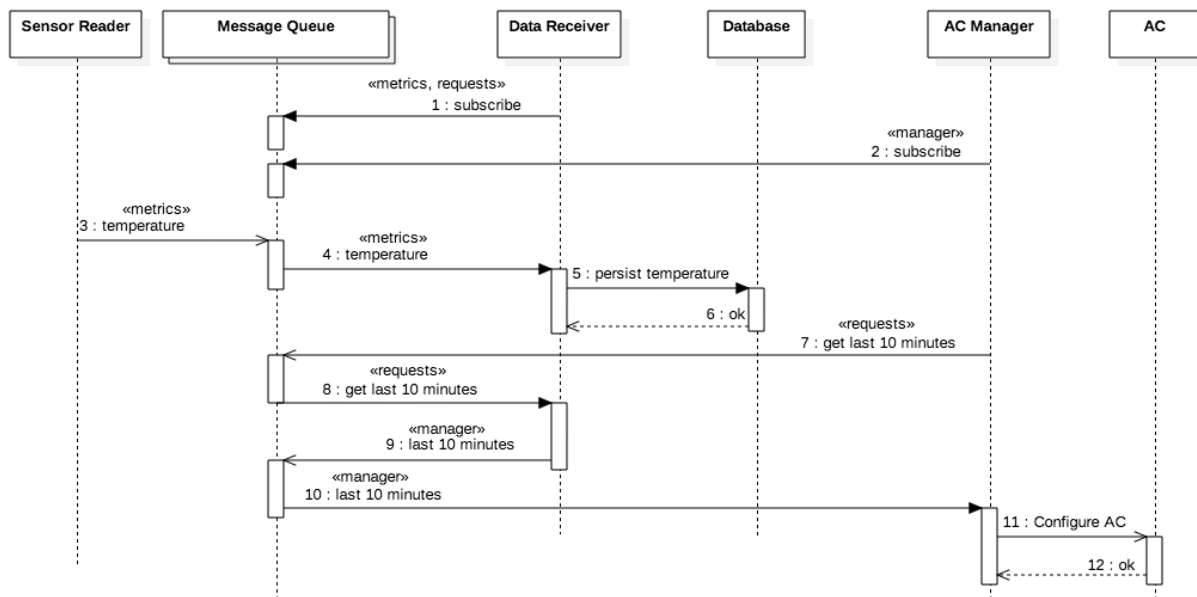 Sensor Reader
Message Queue
Data Receiver
Database
AC Manager
AC
«metrics, requests»
1 : subscribe
«manager»
2 : subscribe
«metrics»
3 : temperature
«metrics»
4 : temperature
5 : persist temperature
6 : ok
«requests»
7 : get last 10 minutes
«requests»
8 : get last 10 minutes
«manager»
9 : last 10 minutes
«manager»
10 : last 10 minutes
11 : Configure AC
12 : ok